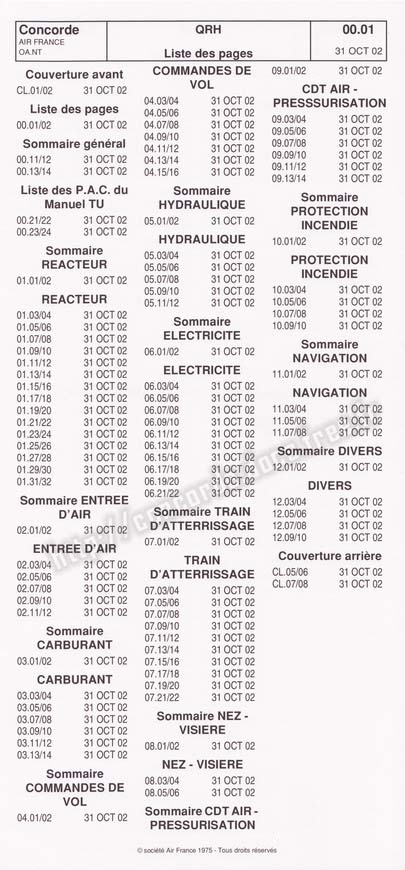 Concorde
AIR FRANCE
OA.NT
QRH
Liste des pages
00.01
31 OCT 02
Couverture avant
CL.01/02 31 OCT 02
Liste des pages
00.01/02 31 OCT 02
Sommaire général
00.11/12 31 OCT 02
00.13/14 31 OCT 02
Liste des P.A.C. du
Manuel TU
00.21/22 31 OCT 02
00.23/24 31 OCT 02
Sommaire
REACTEUR
01.01/02 31 OCT 02
REACTEUR
01.03/04 31 OCT 02
01.05/06 31 OCT 02
01.07/08 31 OCT 02
01.09/10 31 OCT 02
01.11/12 31 OCT 02
01.13/14 31 OCT 02
01.15/16 31 OCT 02
01.17/18 31 OCT 02
01.19/20 31 OCT 02
01.21/22 31 OCT 02
01.23/24 31 OCT 02
01.25/26 31 OCT 02
01.27/28 31 OCT 02
01.29/30 31 OCT 02
01.31/32 31 OCT 02
Sommaire ENTREE
D'AIR
02.01/02 31 OCT 02
ENTREE D'AIR
02.03/04 31 OCT 02
02.05/06 31 OCT 02
02.07/08 31 OCT 02
02.09/10 31 OCT 02
02.11/12 31 OCT 02
Sommaire
CARBURANT
03.01/02 31 OCT 02
CARBURANT
03.03/04 31 OCT 02
03.05/06 31 OCT 02
03.07/08 31 OCT 02
03.09/10 31 OCT 02
03.11/12 31 OCT 02
03.13/14 31 OCT 02
Sommaire
COMMANDES DE
VOL
04.01/02 31 OCT 02
COMMANDES DE
VOL
04.03/04 31 OCT 02
04.05/06 31 OCT 02
04.07/08 31 OCT 02
04.09/10 31 OCT 02
04.11/12 31 OCT 02
04.13/14 31 OCT 02
04.15/16 31 OCT 02
Sommaire
HYDRAULIQUE
05.01/02 31 OCT 02
HYDRAULIQUE
05.03/04 31 OCT 02
05.05/06 31 OCT 02
05.07/08 31 OCT 02
05.09/10 31 OCT 02
05.11/12 31 OCT 02
Sommaire
ELECTRICITE
06.01/02 31 OCT 02
ELECTRICITE
06.03/04 31 OCT 02
06.05/06 31 OCT 02
06.07/08 31 OCT 02
06.09/10 31 OCT 02
06.11/12 31 OCT 02
06.13/14 31 OCT 02
06.15/16 31 OCT 02
06.17/18 31 OCT 02
06.19/20 31 OCT 02
06.21/22 31 OCT 02
Sommaire TRAIN
D'ATTERRISSAGE
07.01/02 31 OCT 02
TRAIN
D'ATTERRISSAGE
07.03/04 31 OCT 02
07.05/06 31 OCT 02
07.07/08 31 OCT 02
07.09/10 31 OCT 02
07.11/12 31 OCT 02
07.13/14 31 OCT 02
07.15/16 31 OCT 02
07.17/18 31 OCT 02
07.19/20 31 OCT 02
07.21/22 31 OCT 02
Sommaire NEZ -
VISIERE
08.01/02 31 OCT 02
NEZ - VISIERE
08.03/04 31 OCT 02
08.05/06 31 OCT 02
Sommaire CDT AIR -
PRESSURISATION
09.01/02 31 OCT 02
CDT AIR -
PRESSSURISATION
09.03/04 31 OCT 02
09.05/06 31 OCT 02
09.07/08 31 OCT 02
09.09/10 31 OCT 02
09.11/12 31 OCT 02
09.13/14 31 OCT 02
Sommaire
PROTECTION
INCENDIE
10.01/02 31 OCT 02
PROTECTION
INCENDIE
10.03/04 31 OCT 02
10.05/06 31 OCT 02
10.07/08 31 OCT 02
10.09/10 31 OCT 02
Sommaire
NAVIGATION
11.01/02 31 OCT 02
NAVIGATION
11.03/04 31 OCT 02
11.05/06 31 OCT 02
11.07/08 31 OCT 02
Sommaire DIVERS
12.01/02 31 OCT 02
DIVERS
12.03/04 31 OCT 02
12.05/06 31 OCT 02
12.07/08 31 OCT 02
12.09/10 31 OCT 02
Couverture arrière
CL.05/06 31 OCT 02
CL.07/08 31 OCT 02
© société Air France 1975 - Tous droits réservés